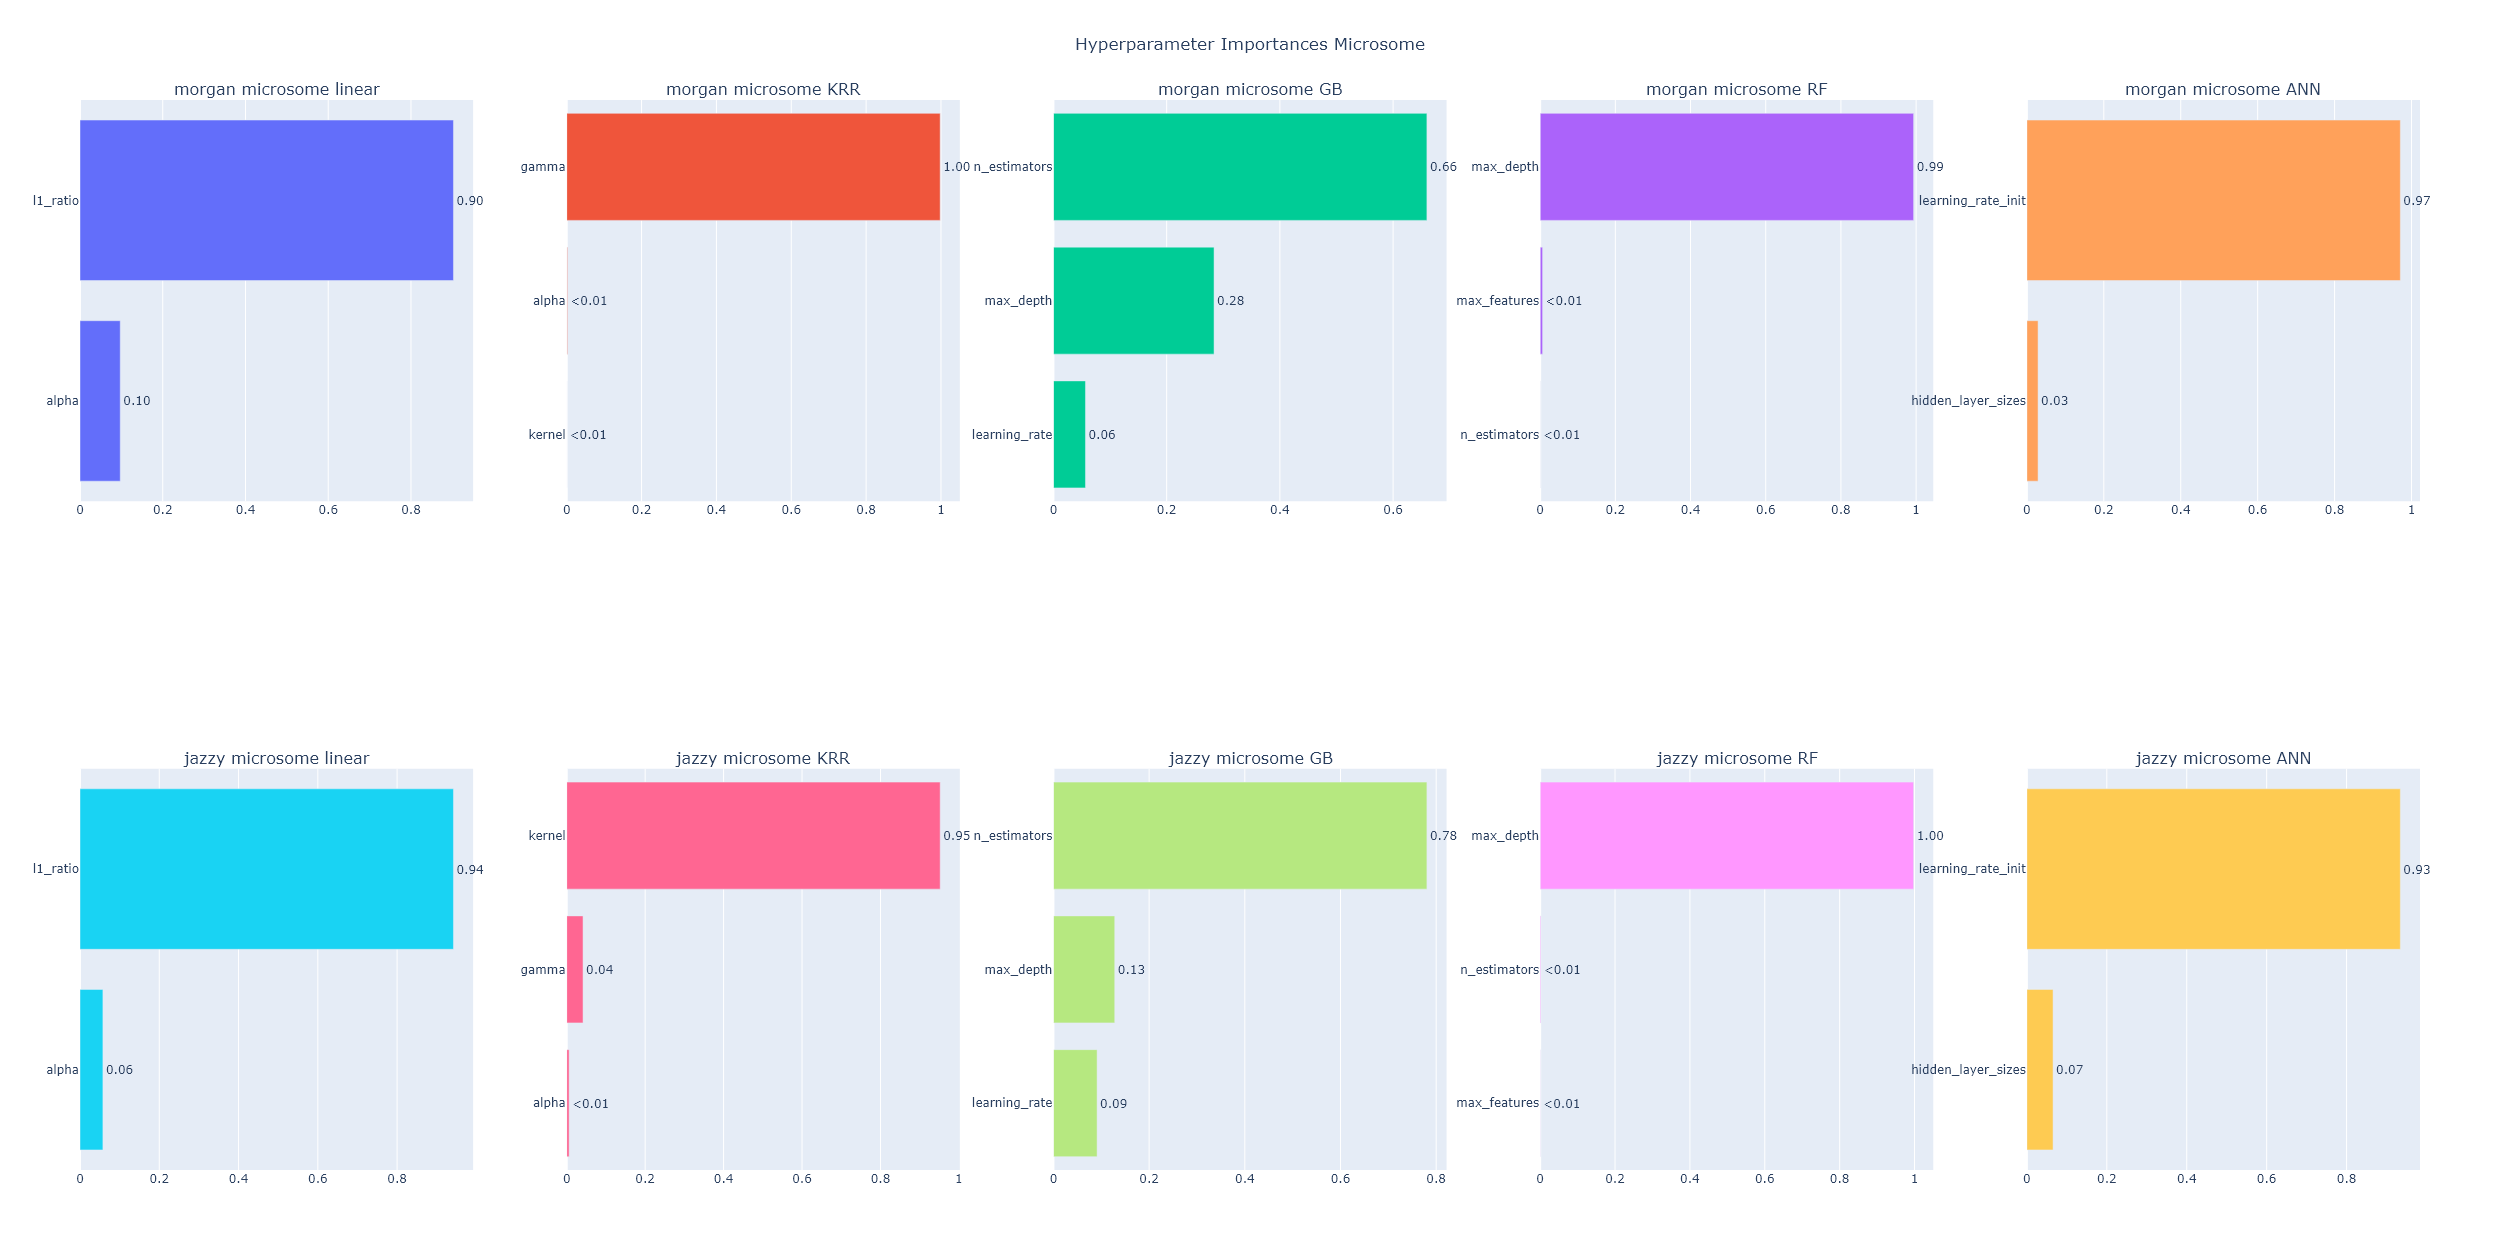 Hyperparameter Importances Microsome
morgan microsome linear
l1_ratio
0.90
alpha
0.10
0 0.2 0.4 0.6 0.8
morgan microsome KRR
gamma
1.00
alpha
<0.01
kernel
<0.01
0 0.2 0.4 0.6 0.8 1
morgan microsome GB
n_estimators
0.66
max_depth
0.28
learning_rate
0.06
0 0.2 0.4 0.6
morgan microsome RF
max_depth
0.99
max_features
<0.01
n_estimators
<0.01
0 0.2 0.4 0.6 0.8 1
morgan microsome ANN
learning_rate_init
0.97
hidden_layer_sizes
0.03
0 0.2 0.4 0.6 0.8 1
jazzy microsome linear
l1_ratio
0.94
alpha
0.06
0 0.2 0.4 0.6 0.8
jazzy microsome KRR
kernel
0.95
gamma
0.04
alpha
<0.01
0 0.2 0.4 0.6 0.8 1
jazzy microsome GB
n_estimators
0.78
max_depth
0.13
learning_rate
0.09
0 0.2 0.4 0.6 0.8
jazzy microsome RF
max_depth
1.00
n_estimators
<0.01
max_features
<0.01
0 0.2 0.4 0.6 0.8 1
jazzy microsome ANN
learning_rate_init
0.93
hidden_layer_sizes
0.07
0 0.2 0.4 0.6 0.8